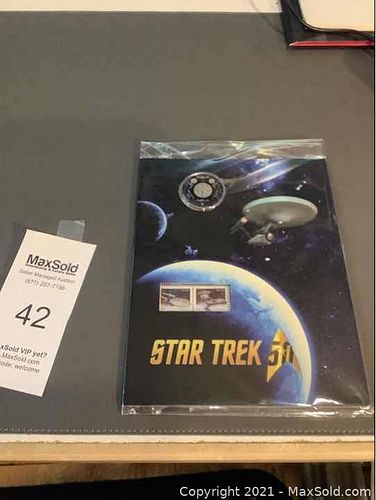 MaxSold
Seller Managed Auction
(877) 257-7798
42
xSold VIP yet?
MaxSold.com
ode: welcome
STAR TREK 50
Copyright © 2021 - MaxSold.com